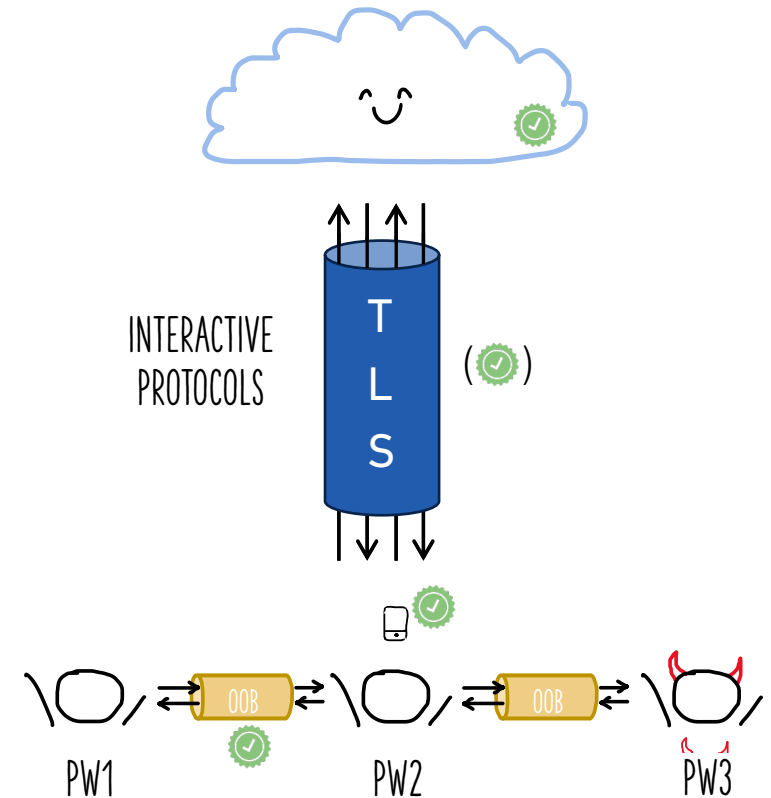 T
L
S
INTERACTIVE
PROTOCOLS
( )
OOB
OOB
PW1
PW2
PW3